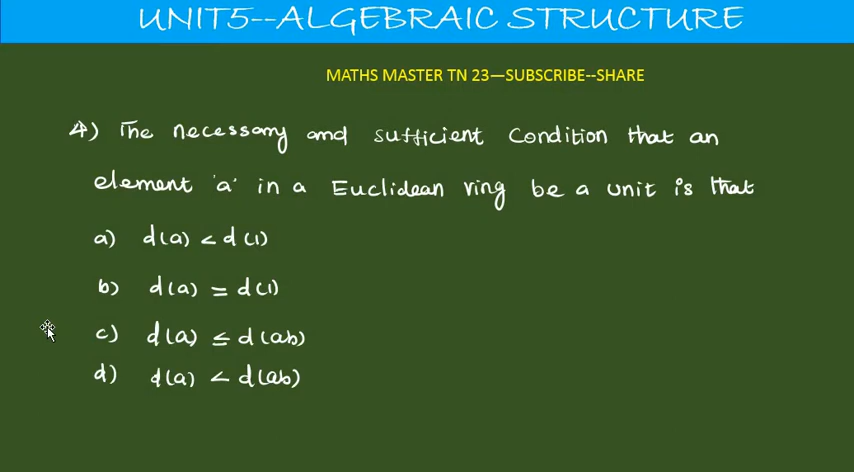 UNIT5--ALGEBRAIC STRUCTURE
MATHS MASTER TN 23—SUBSCRIBE--SHARE
4) The necessary and sufficient Condition that an
element 'a' in a Euclidean ring be a unit is that
a) d(a) < d(1)
b) d(a) = d(1)
c) d(a) ≤ d(ab)
d) d(a) < d(ab)